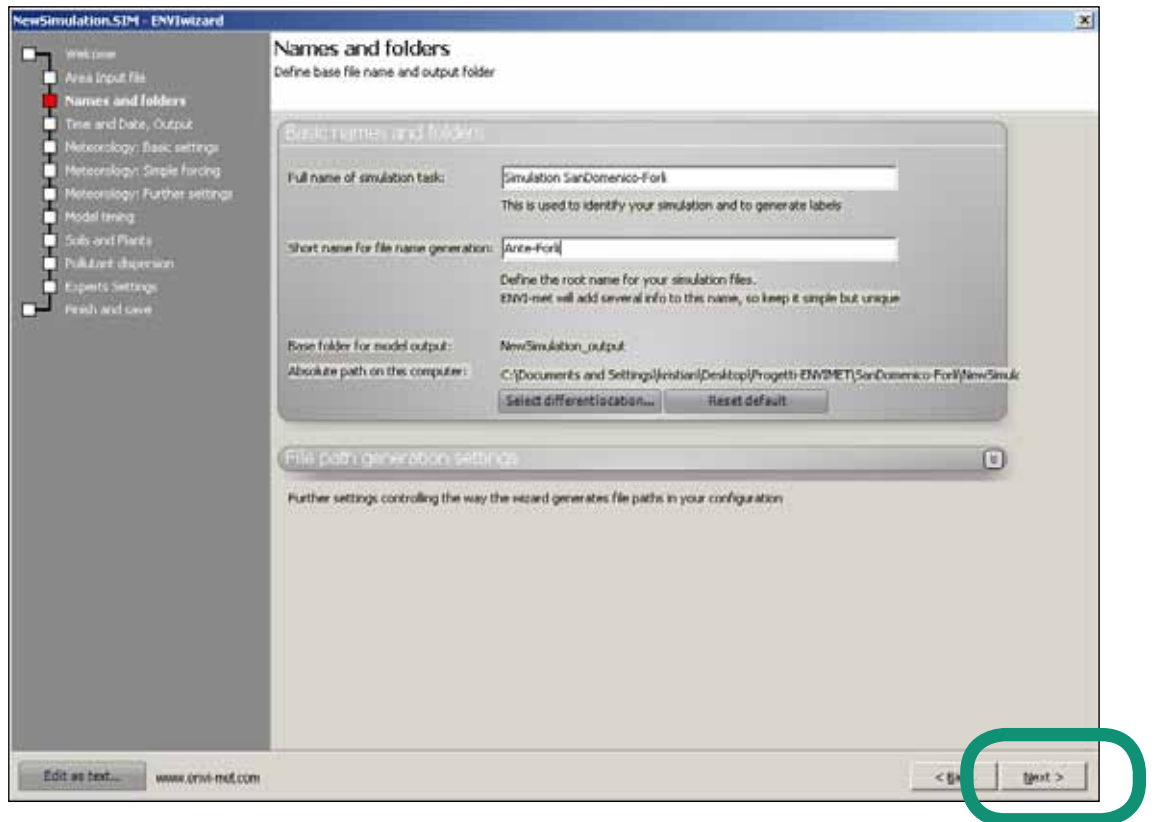 NewSimulation.SIM - ENVIwizard
Welcome
Area Input file
Names and folders
Time and Date, Output
Meteorology: Basic settings
Meteorology: Simple forcing
Meteorology: Further settings
Model timing
Soils and Plants
Pollutant dispersion
Experts Settings
Finish and save
Names and folders
Define base file name and output folder
Basic names and folders
Full name of simulation task: Simulation SanDomenico-Forlì
This is used to identify your simulation and to generate labels
Short name for file name generation: Ante-Forlì
Define the root name for your simulation files.
ENVI-met will add several info to this name, so keep it simple but unique
Base folder for model output: NewSimulation_output
Absolute path on this computer: C:\Documents and Settings\kristian\Desktop\Progetti-ENVIMET\SanDomenico-Forlì\NewSimula
Select different location... Reset default
File path generation settings
Further settings controlling the way the wizard generates file paths in your configuration
Edit as text... www.envi-met.com < Next >